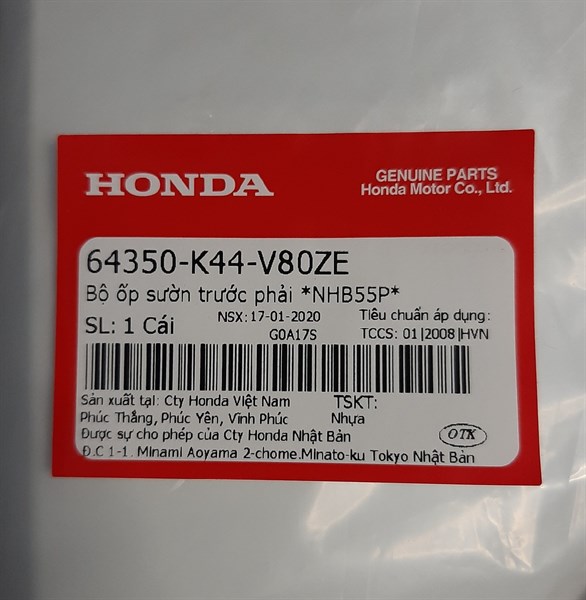 HONDA
GENUINE PARTS
Honda Motor Co., Ltd.
64350-K44-V80ZE
Bộ ốp sườn trước phải *NHB55P*
SL: 1 Cái
NSX: 17-01-2020
G0A17S
Tiêu chuẩn áp dụng:
TCCS: 01|2008|HVN
Sản xuất tại: Cty Honda Việt Nam
Phúc Thắng, Phúc Yên, Vĩnh Phúc
TSKT:
Nhựa
Được sự cho phép của Cty Honda Nhật Bản
OTK
Đ.C 1-1. Minami Aoyama 2-chome.Minato-ku Tokyo Nhật Bản